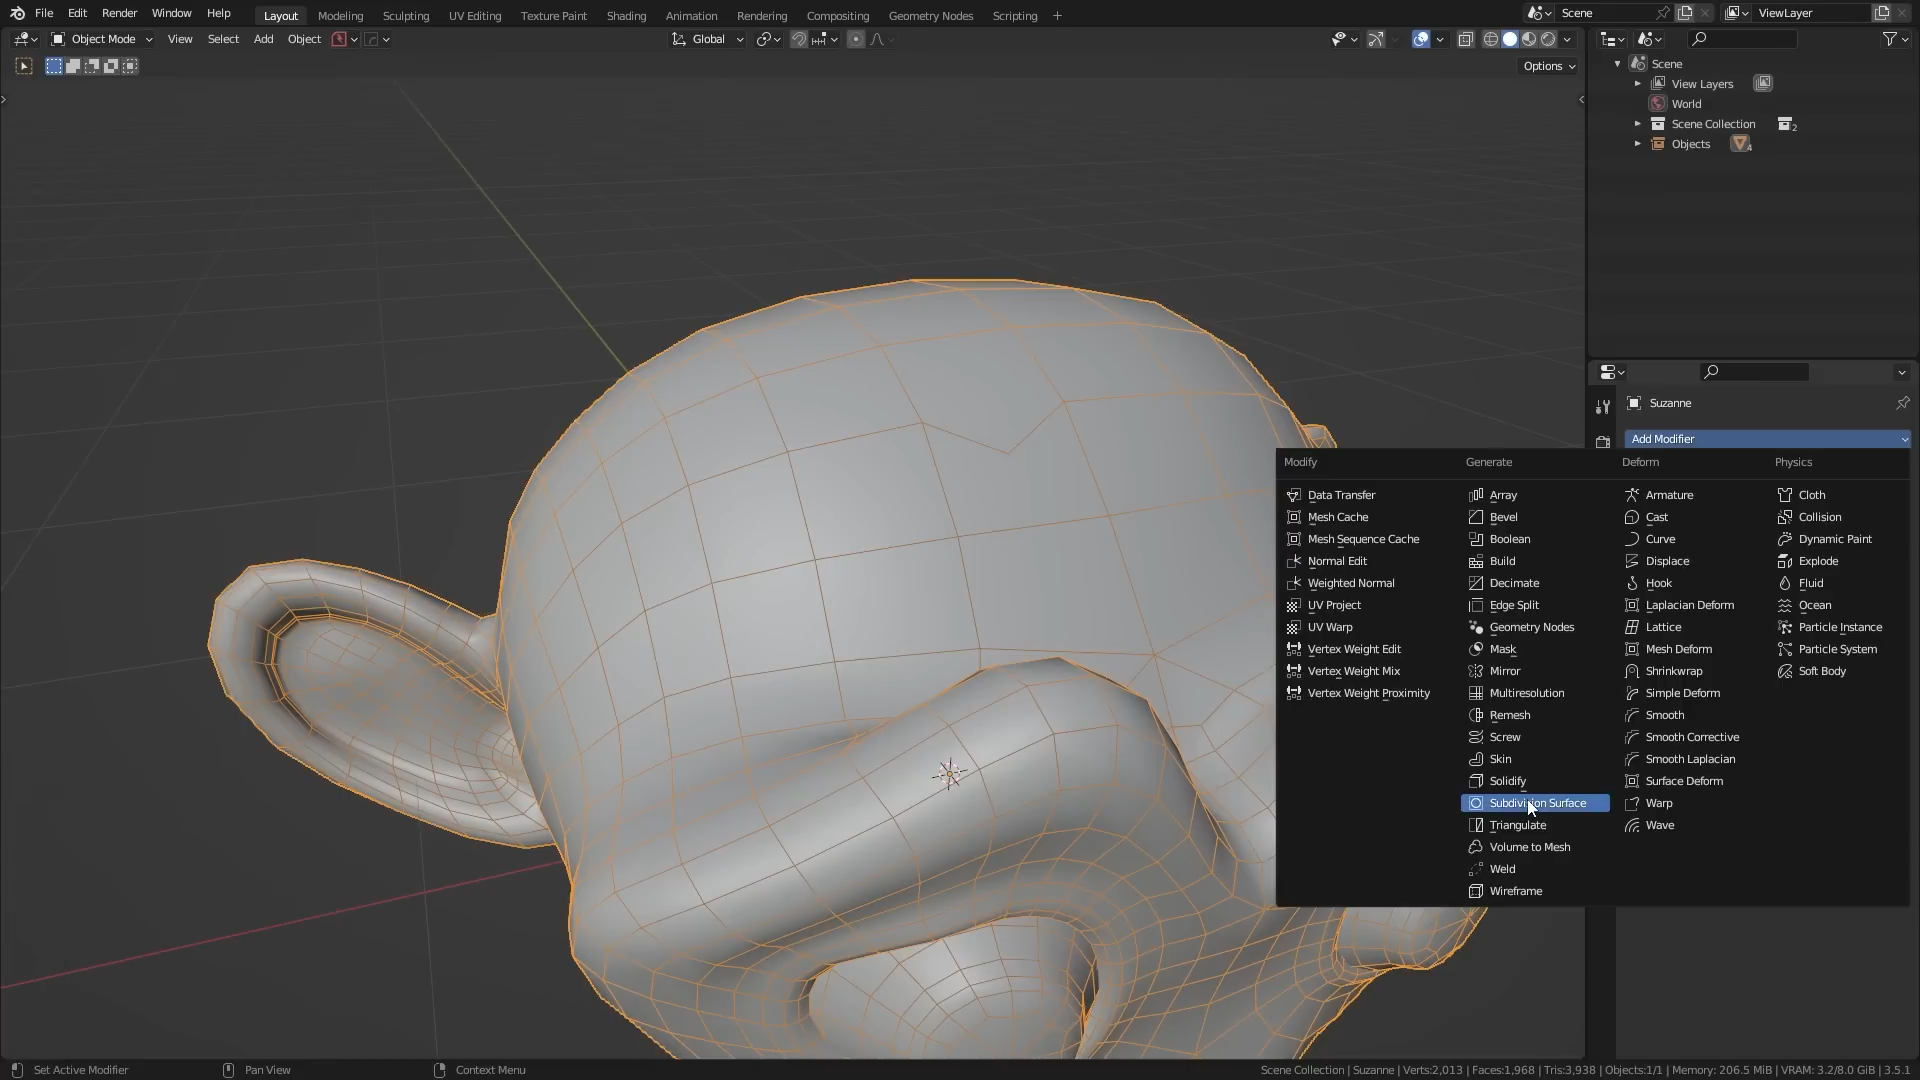 File Edit Render Window Help Layout Modeling Sculpting UV Editing Texture Paint Shading Animation Rendering Compositing Geometry Nodes Scripting + Scene ViewLayer
Object Mode View Select Add Object Global
Options
Scene
View Layers
World
Scene Collection 2
Objects 4
Suzanne
Add Modifier
Modify Generate Deform Physics
Data Transfer Array Armature Cloth
Mesh Cache Bevel Cast Collision
Mesh Sequence Cache Boolean Curve Dynamic Paint
Normal Edit Build Displace Explode
Weighted Normal Decimate Hook Fluid
UV Project Edge Split Laplacian Deform Ocean
UV Warp Geometry Nodes Lattice Particle Instance
Vertex Weight Edit Mask Mesh Deform Particle System
Vertex Weight Mix Mirror Shrinkwrap Soft Body
Vertex Weight Proximity Multiresolution Simple Deform
Remesh Smooth
Screw Smooth Corrective
Skin Smooth Laplacian
Solidify Surface Deform
Subdivision Surface Warp
Triangulate Wave
Volume to Mesh
Weld
Wireframe
Set Active Modifier Pan View Context Menu Scene Collection | Suzanne | Verts:2,013 | Faces:1,968 | Tris:3,938 | Objects:1/1 | Memory: 206.5 MiB | VRAM: 3.2/8.0 GiB | 3.5.1